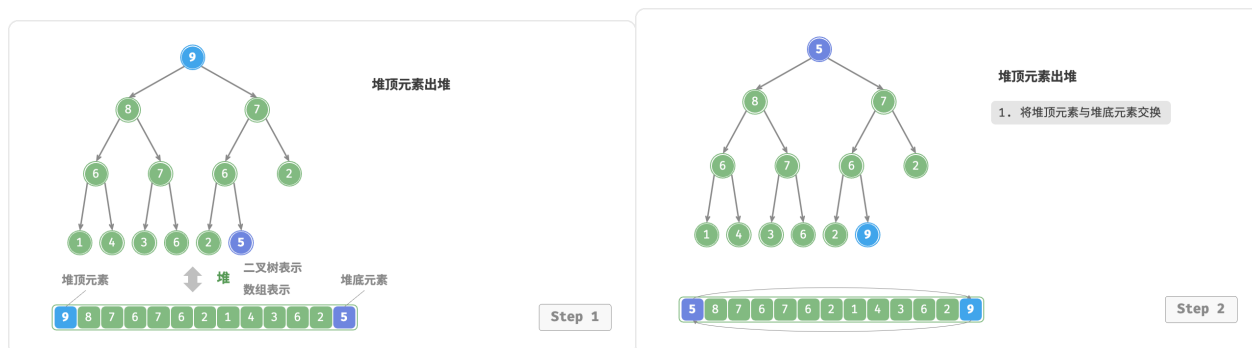 9
堆顶元素出堆
8 7
6 7 6 2
1 4 3 6 2 5
堆顶元素
堆
二叉树表示
数组表示
堆底元素
9 8 7 6 7 6 2 1 4 3 6 2 5
Step 1
5
堆顶元素出堆
8 7
1. 将堆顶元素与堆底元素交换
6 7 6 2
1 4 3 6 2 9
5 8 7 6 7 6 2 1 4 3 6 2 9
Step 2